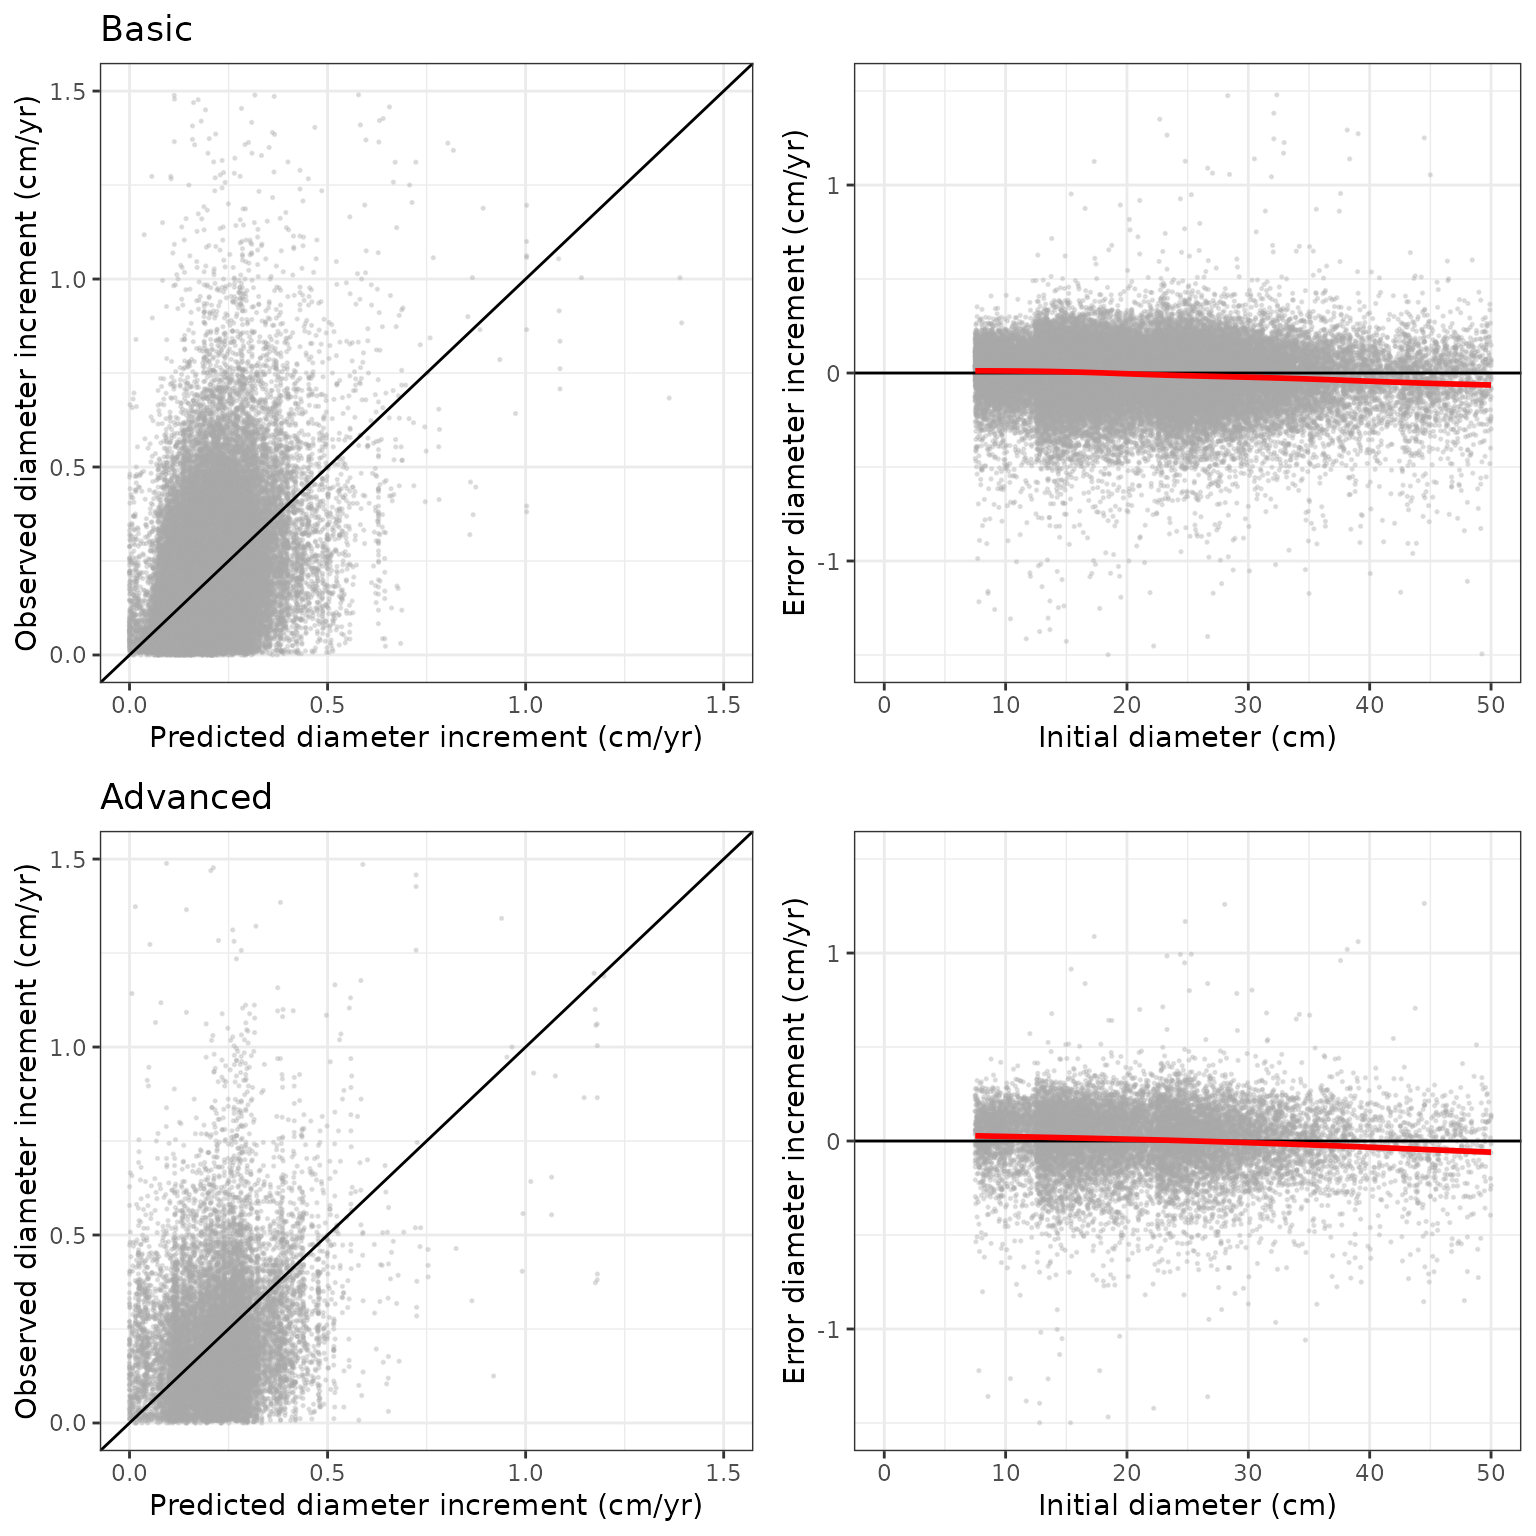 Basic
Observed diameter increment (cm/yr)
1.5
1.0
0.5
0.0
0.0 0.5 1.0 1.5
Predicted diameter increment (cm/yr)
Error diameter increment (cm/yr)
1
0
-1
0 10 20 30 40 50
Initial diameter (cm)
Advanced
Observed diameter increment (cm/yr)
1.5
1.0
0.5
0.0
0.0 0.5 1.0 1.5
Predicted diameter increment (cm/yr)
Error diameter increment (cm/yr)
1
0
-1
0 10 20 30 40 50
Initial diameter (cm)